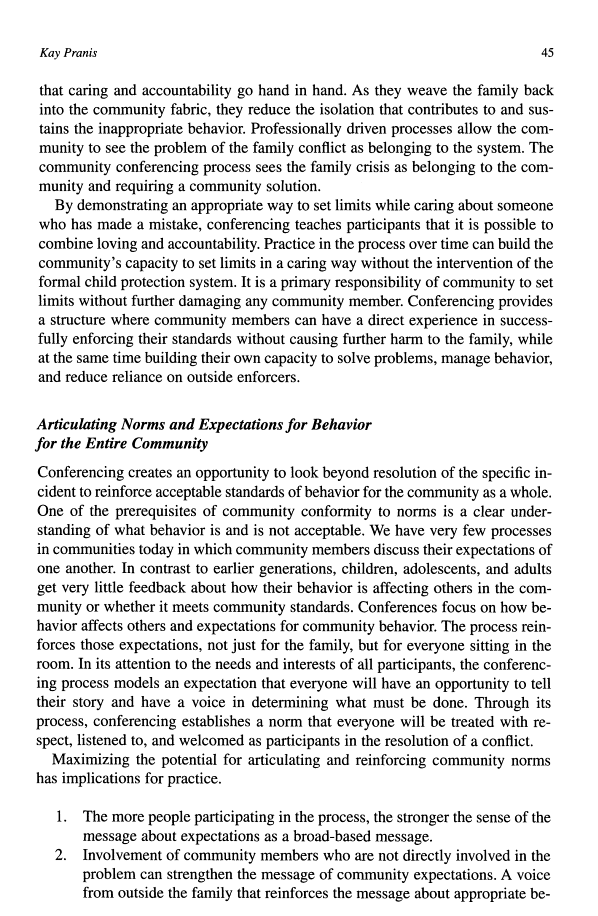 Kay Pranis 45
that caring and accountability go hand in hand. As they weave the family back
into the community fabric, they reduce the isolation that contributes to and sus-
tains the inappropriate behavior. Professionally driven processes allow the com-
munity to see the problem of the family conflict as belonging to the system. The
community conferencing process sees the family crisis as belonging to the com-
munity and requiring a community solution.
By demonstrating an appropriate way to set limits while caring about someone
who has made a mistake, conferencing teaches participants that it is possible to
combine loving and accountability. Practice in the process over time can build the
community's capacity to set limits in a caring way without the intervention of the
formal child protection system. It is a primary responsibility of community to set
limits without further damaging any community member. Conferencing provides
a structure where community members can have a direct experience in success-
fully enforcing their standards without causing further harm to the family, while
at the same time building their own capacity to solve problems, manage behavior,
and reduce reliance on outside enforcers.
Articulating Norms and Expectations for Behavior
for the Entire Community
Conferencing creates an opportunity to look beyond resolution of the specific in-
cident to reinforce acceptable standards of behavior for the community as a whole.
One of the prerequisites of community conformity to norms is a clear under-
standing of what behavior is and is not acceptable. We have very few processes
in communities today in which community members discuss their expectations of
one another. In contrast to earlier generations, children, adolescents, and adults
get very little feedback about how their behavior is affecting others in the com-
munity or whether it meets community standards. Conferences focus on how be-
havior affects others and expectations for community behavior. The process rein-
forces those expectations, not just for the family, but for everyone sitting in the
room. In its attention to the needs and interests of all participants, the conferenc-
ing process models an expectation that everyone will have an opportunity to tell
their story and have a voice in determining what must be done. Through its
process, conferencing establishes a norm that everyone will be treated with re-
spect, listened to, and welcomed as participants in the resolution of a conflict.
Maximizing the potential for articulating and reinforcing community norms
has implications for practice.
1. The more people participating in the process, the stronger the sense of the
message about expectations as a broad-based message.
2. Involvement of community members who are not directly involved in the
problem can strengthen the message of community expectations. A voice
from outside the family that reinforces the message about appropriate be-